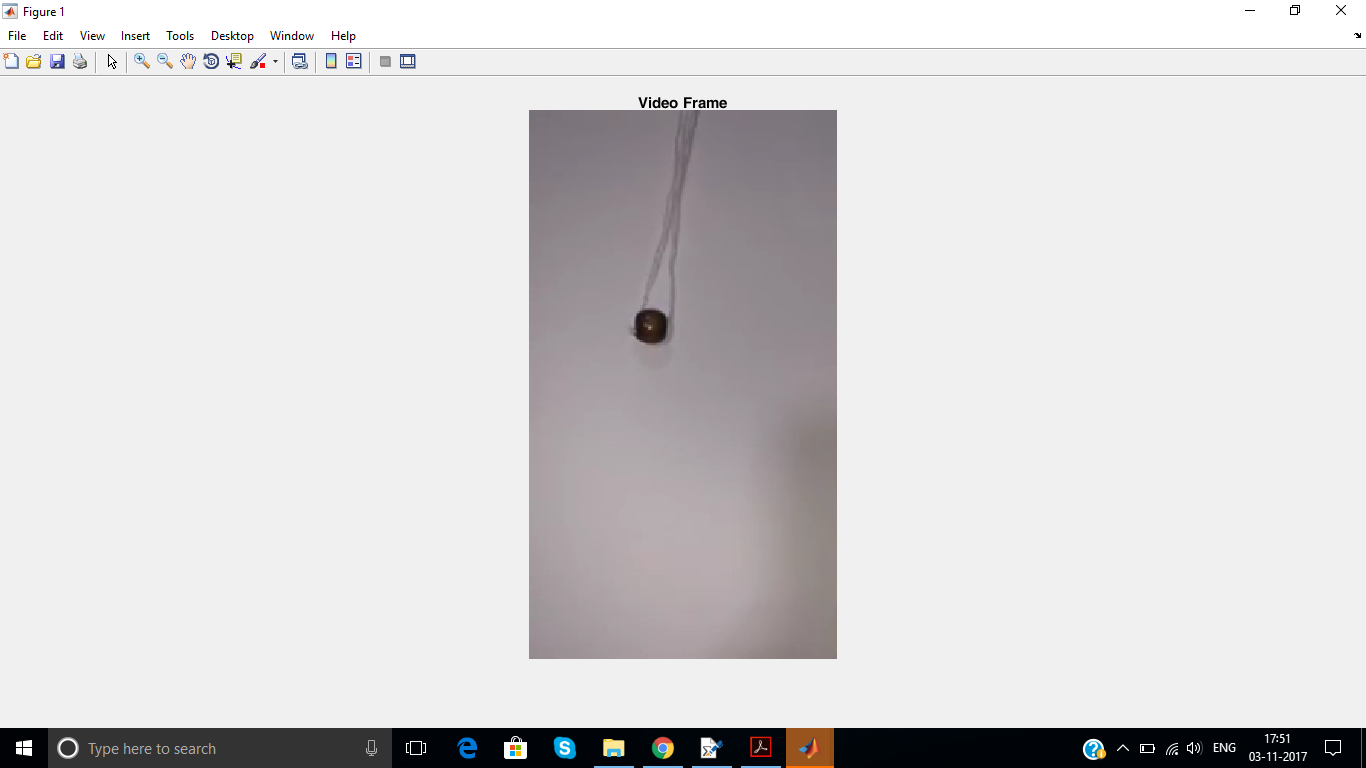 Figure 1
File Edit View Insert Tools Desktop Window Help
Video Frame
Type here to search
ENG
17:51
03-11-2017